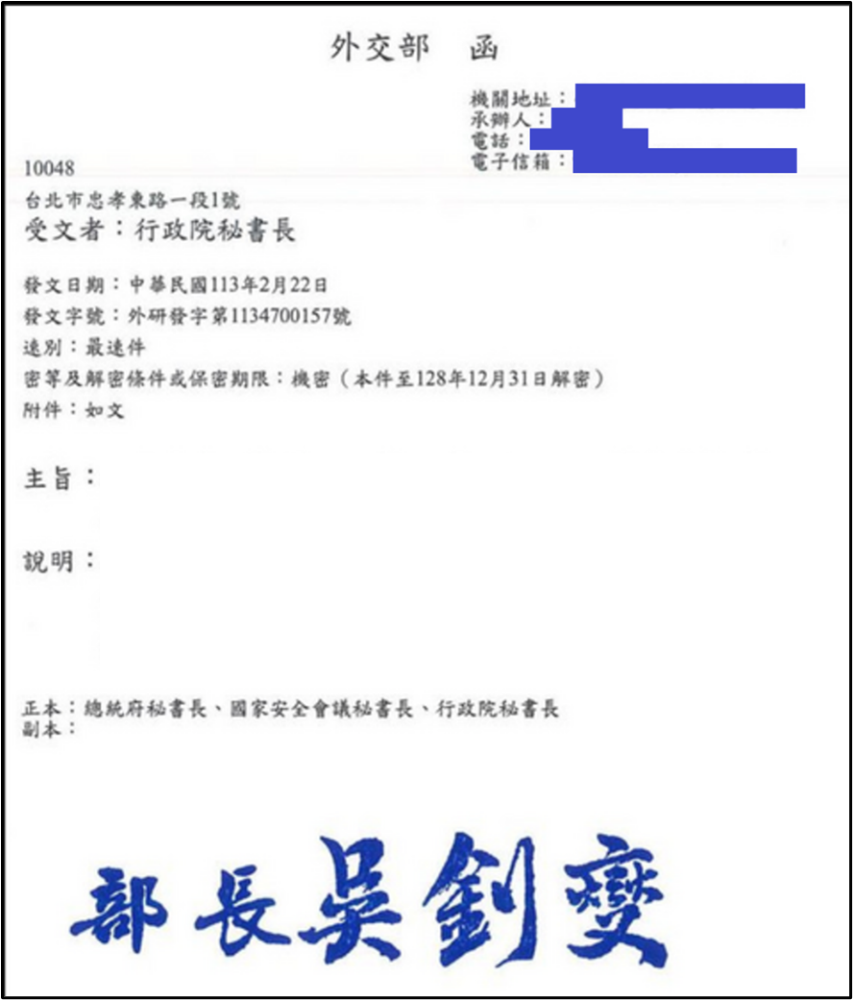 外交部 函
機關地址：
承辦人：
電話：
電子信箱：
10048
台北市忠孝東路一段1號
受文者：行政院秘書長
發文日期：中華民國113年2月22日
發文字號：外研發字第1134700157號
速別：最速件
密等及解密條件或保密期限：機密（本件至128年12月31日解密）
附件：如文
主旨：
說明：
正本：總統府秘書長、國家安全會議秘書長、行政院秘書長
副本：
部長吳釗燮